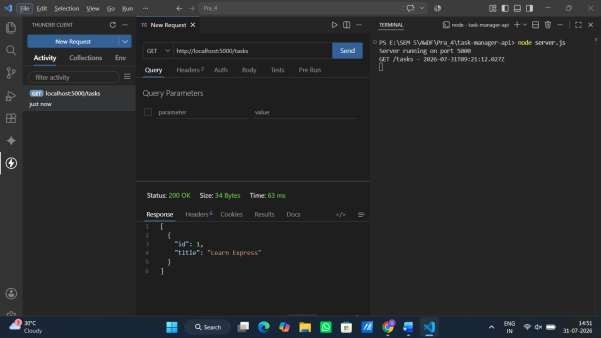 File Edit Selection View Go Run ··· Pra_4
THUNDER CLIENT
New Request
Activity Collections Env
filter activity
GET localhost:5000/tasks
just now
TC New Request
GET http://localhost:5000/tasks Send
Query Headers 2 Auth Body Tests Pre Run
Query Parameters
parameter value
Status: 200 OK Size: 34 Bytes Time: 63 ms
Response Headers 6 Cookies Results Docs
1 [
2 {
3 "id": 1,
4 "title": "Learn Express"
5 }
6 ]
TERMINAL node - task-manager-api
PS E:\SEM 5\AWDF\Pra_4\task-manager-api> node server.js
Server running on port 5000
GET /tasks - 2026-07-31T09:21:12.027Z
30°C
Cloudy
Search
ENG
IN
14:51
31-07-2026